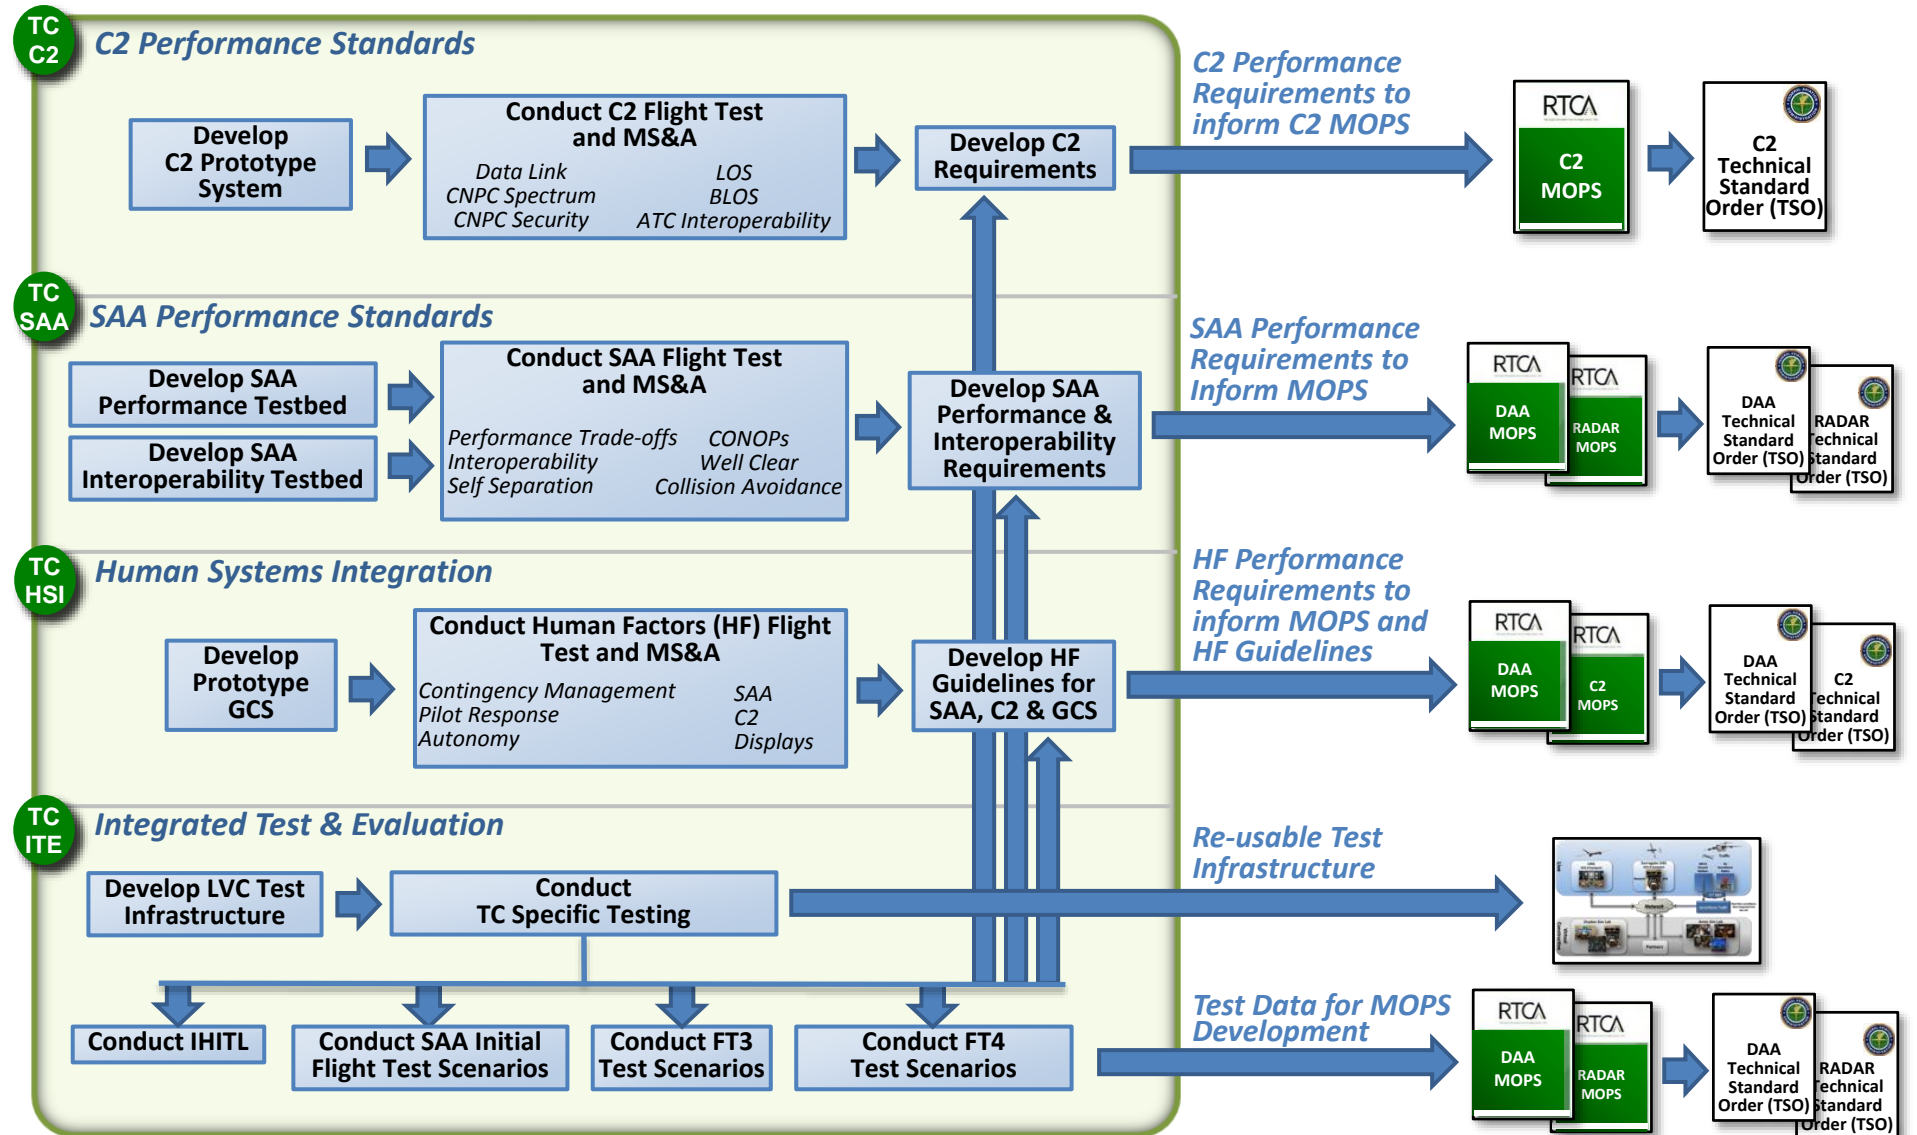 TC
C2
C2 Performance Standards
Develop
C2 Prototype
System
Conduct C2 Flight Test
and MS&A
Data Link
CNPC Spectrum
CNPC Security
LOS
BLOS
ATC Interoperability
Develop C2
Requirements
C2 Performance
Requirements to
inform C2 MOPS
RTCA
C2
MOPS
C2
Technical
Standard
Order (TSO)
TC
SAA
SAA Performance Standards
Develop SAA
Performance Testbed
Develop SAA
Interoperability Testbed
Conduct SAA Flight Test
and MS&A
Performance Trade-offs
Interoperability
Self Separation
CONOPs
Well Clear
Collision Avoidance
Develop SAA
Performance &
Interoperability
Requirements
SAA Performance
Requirements to
Inform MOPS
RTCA
DAA
MOPS
RTCA
RADAR
MOPS
DAA
Technical
Standard
Order (TSO)
RADAR
Technical
Standard
Order (TSO)
TC
HSI
Human Systems Integration
Develop
Prototype
GCS
Conduct Human Factors (HF) Flight
Test and MS&A
Contingency Management
Pilot Response
Autonomy
SAA
C2
Displays
Develop HF
Guidelines for
SAA, C2 & GCS
HF Performance
Requirements to
inform MOPS and
HF Guidelines
RTCA
DAA
MOPS
RTCA
C2
MOPS
DAA
Technical
Standard
Order (TSO)
C2
Technical
Standard
Order (TSO)
TC
ITE
Integrated Test & Evaluation
Develop LVC Test
Infrastructure
Conduct
TC Specific Testing
Re-usable Test
Infrastructure
Network
Partners
Conduct IHITL
Conduct SAA Initial
Flight Test Scenarios
Conduct FT3
Test Scenarios
Conduct FT4
Test Scenarios
Test Data for MOPS
Development
RTCA
DAA
MOPS
RTCA
RADAR
MOPS
DAA
Technical
Standard
Order (TSO)
RADAR
Technical
Standard
Order (TSO)